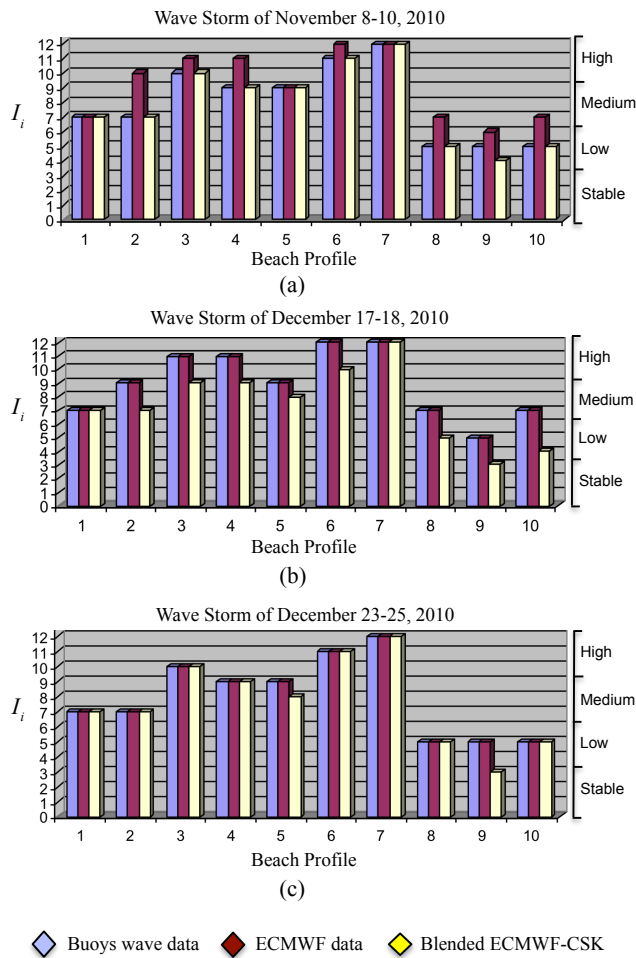 Wave Storm of November 8-10, 2010
12
11
10
9
8
7
6
5
4
3
2
1
0
I_i
High
Medium
Low
Stable
1 2 3 4 5 6 7 8 9 10
Beach Profile
(a)
Wave Storm of December 17-18, 2010
12
11
10
9
8
7
6
5
4
3
2
1
0
I_i
High
Medium
Low
Stable
1 2 3 4 5 6 7 8 9 10
Beach Profile
(b)
Wave Storm of December 23-25, 2010
12
11
10
9
8
7
6
5
4
3
2
1
0
I_i
High
Medium
Low
Stable
1 2 3 4 5 6 7 8 9 10
Beach Profile
(c)
Buoys wave data ECMWF data Blended ECMWF-CSK